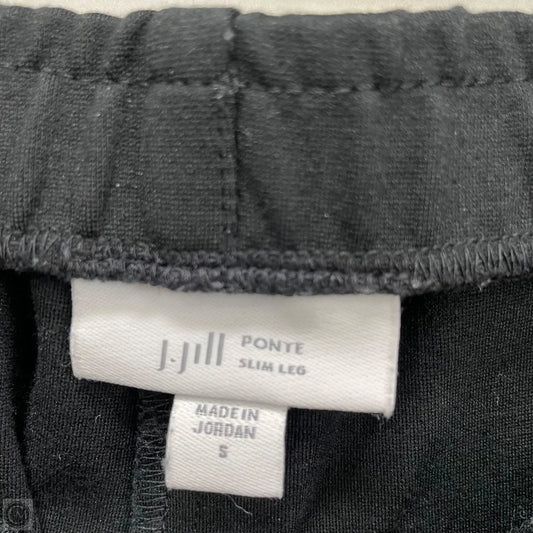 J.Jill PONTE
SLIM LEG
MADE IN
JORDAN
S